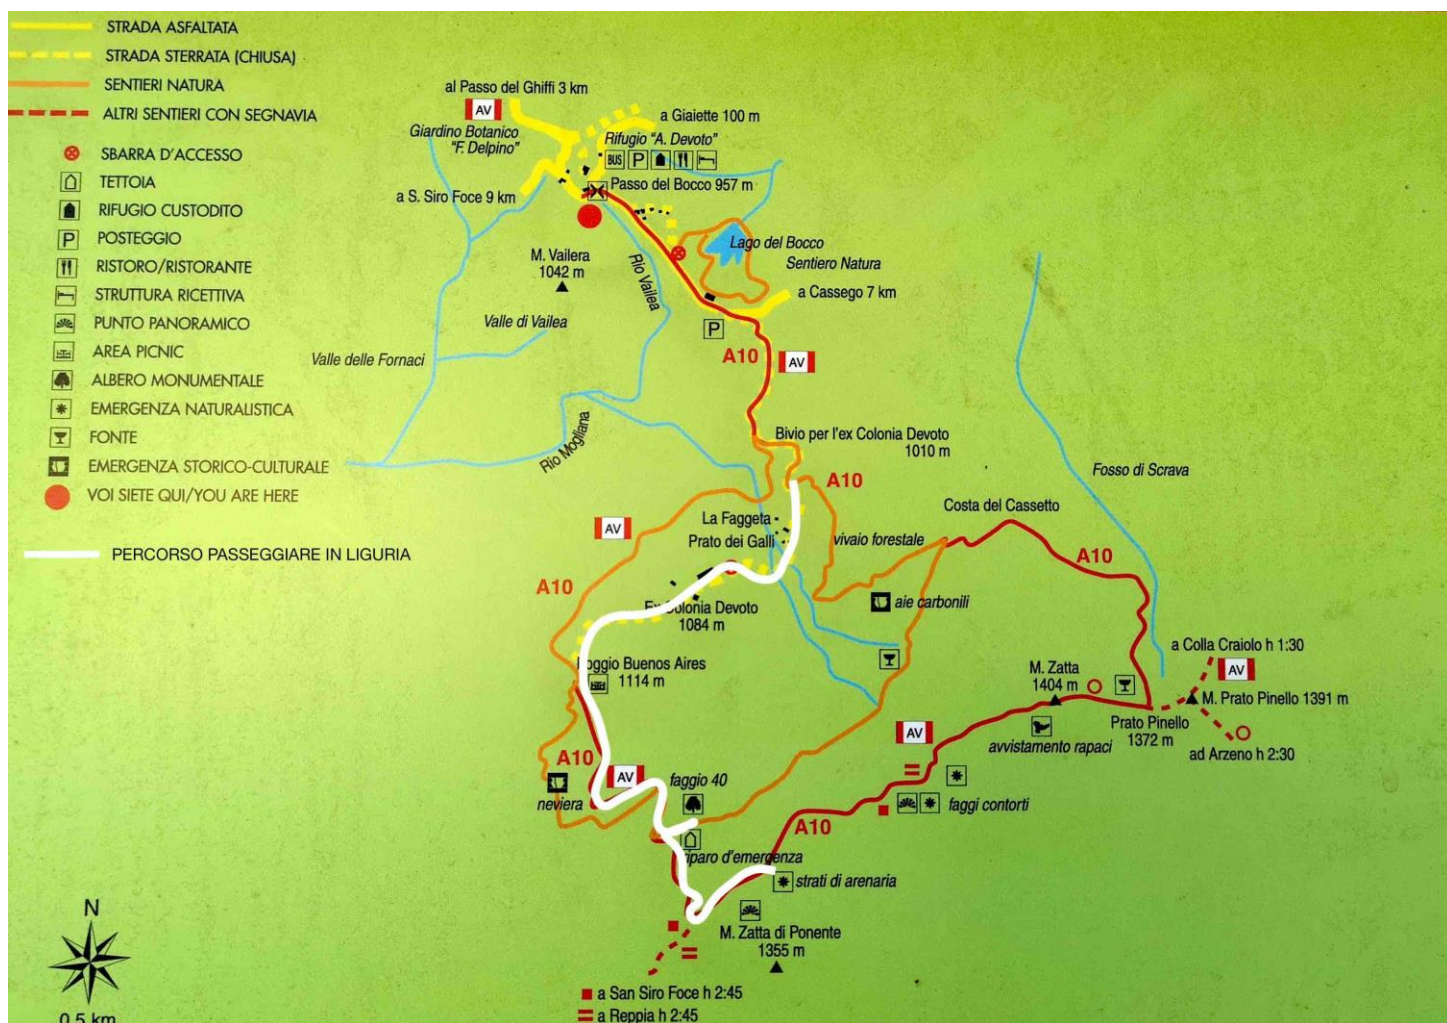 STRADA ASFALTATA
STRADA STERRATA (CHIUSA)
SENTIERI NATURA
ALTRI SENTIERI CON SEGNAVIA
SBARRA D'ACCESSO
TETTOIA
RIFUGIO CUSTODITO
P
POSTEGGIO
RISTORO/RISTORANTE
STRUTTURA RICETTIVA
PUNTO PANORAMICO
AREA PICNIC
ALBERO MONUMENTALE
EMERGENZA NATURALISTICA
FONTE
EMERGENZA STORICO-CULTURALE
VOI SIETE QUI/YOU ARE HERE
PERCORSO PASSEGGIARE IN LIGURIA
al Passo del Ghiffi 3 km
AV
Giardino Botanico
"F. Delpino"
a Giaiette 100 m
Rifugio "A. Devoto"
BUS P
a S. Siro Foce 9 km
Passo del Bocco 957 m
M. Vailera
1042 m
Rio Vailea
Lago del Bocco
Sentiero Natura
a Cassego 7 km
Valle di Vailea
Valle delle Fornaci
P
A10
AV
Rio Mogliana
Bivio per l'ex Colonia Devoto
1010 m
A10
Fosso di Scrava
Costa del Cassetto
AV
La Faggeta
Prato dei Galli
vivaio forestale
A10
A10
Ex Colonia Devoto
1084 m
aie carbonili
Poggio Buenos Aires
1114 m
a Colla Craiolo h 1:30
AV
M. Zatta
1404 m
M. Prato Pinello 1391 m
Prato Pinello
1372 m
ad Arzeno h 2:30
AV
avvistamento rapaci
A10
AV
faggio 40
neviera
faggi contorti
A10
riparo d'emergenza
strati di arenaria
M. Zatta di Ponente
1355 m
a San Siro Foce h 2:45
a Reppia h 2:45
N
0,5 km